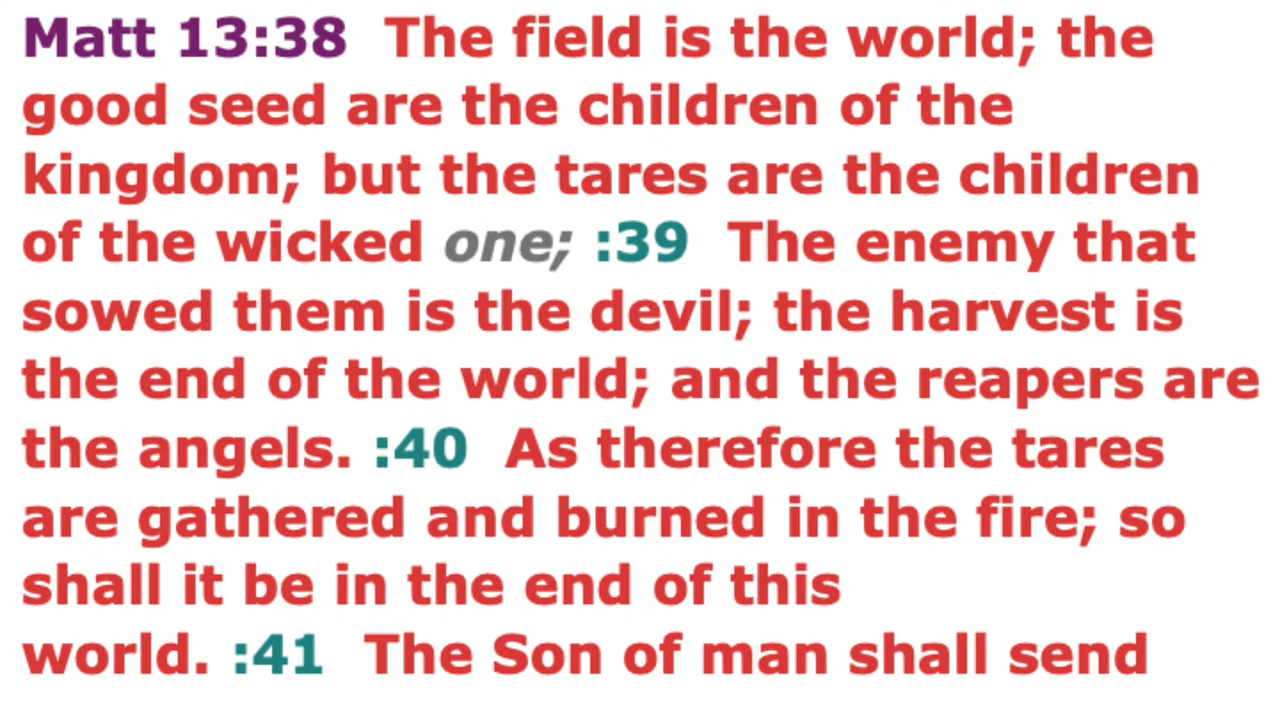 Matt 13:38  The field is the world; the
good seed are the children of the
kingdom; but the tares are the children
of the wicked one; :39  The enemy that
sowed them is the devil; the harvest is
the end of the world; and the reapers are
the angels. :40  As therefore the tares
are gathered and burned in the fire; so
shall it be in the end of this
world. :41  The Son of man shall send